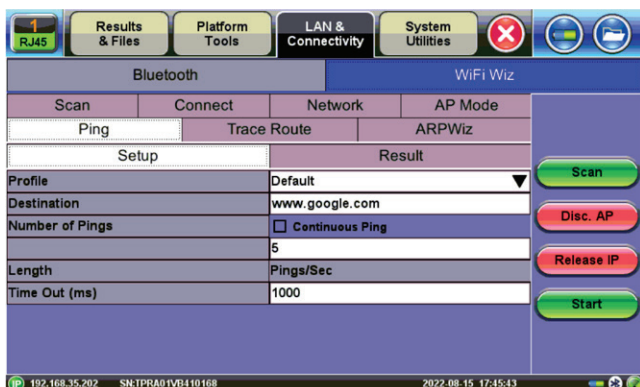 1
RJ45
Results
& Files
Platform
Tools
LAN &
Connectivity
System
Utilities
Bluetooth
WiFi Wiz
Scan
Connect
Network
AP Mode
Ping
Trace Route
ARPWiz
Setup
Result
Profile
Default
Destination
www.google.com
Number of Pings
Continuous Ping
5
Length
Pings/Sec
Time Out (ms)
1000
Scan
Disc. AP
Release IP
Start
IP 192.168.35.202 SN:TPRA01VB410168 2022-08-15 17:45:43